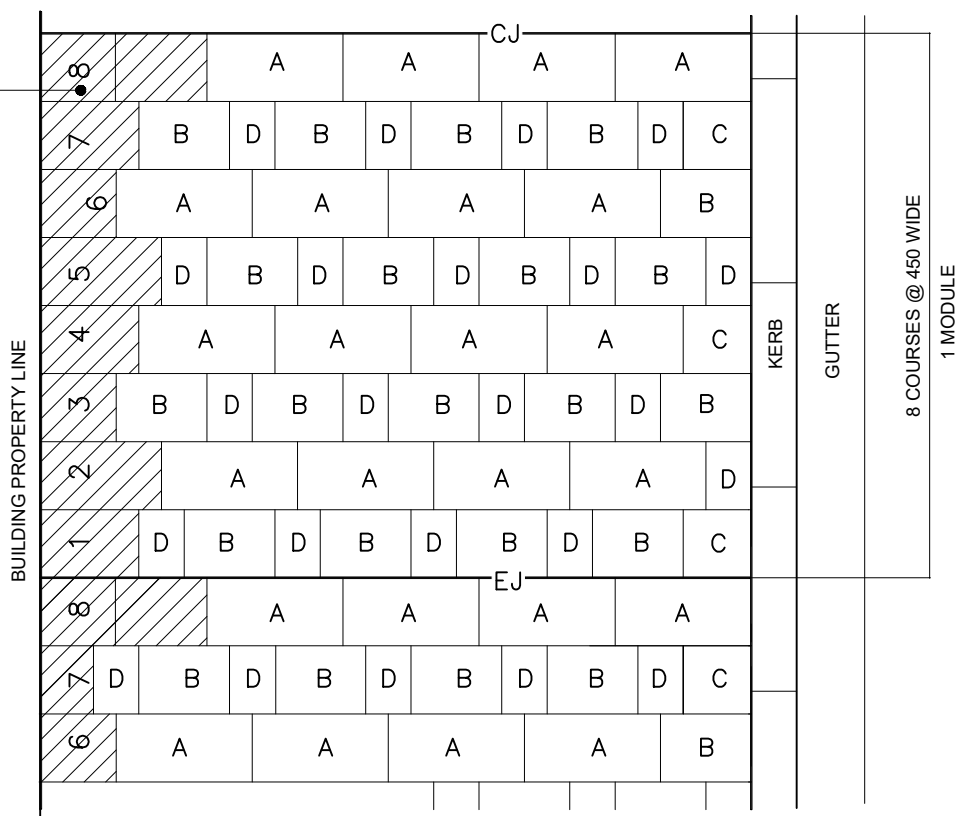 CJ
8 A A A A
7 B D B D B D B D C
6 A A A A B
5 D B D B D B D B D
4 A A A A C
3 B D B D B D B D B
2 A A A A D
1 D B D B D B D B C
EJ
8 A A A A
7 D B D B D B D B D C
6 A A A A B
BUILDING PROPERTY LINE
KERB
GUTTER
8 COURSES @ 450 WIDE
1 MODULE